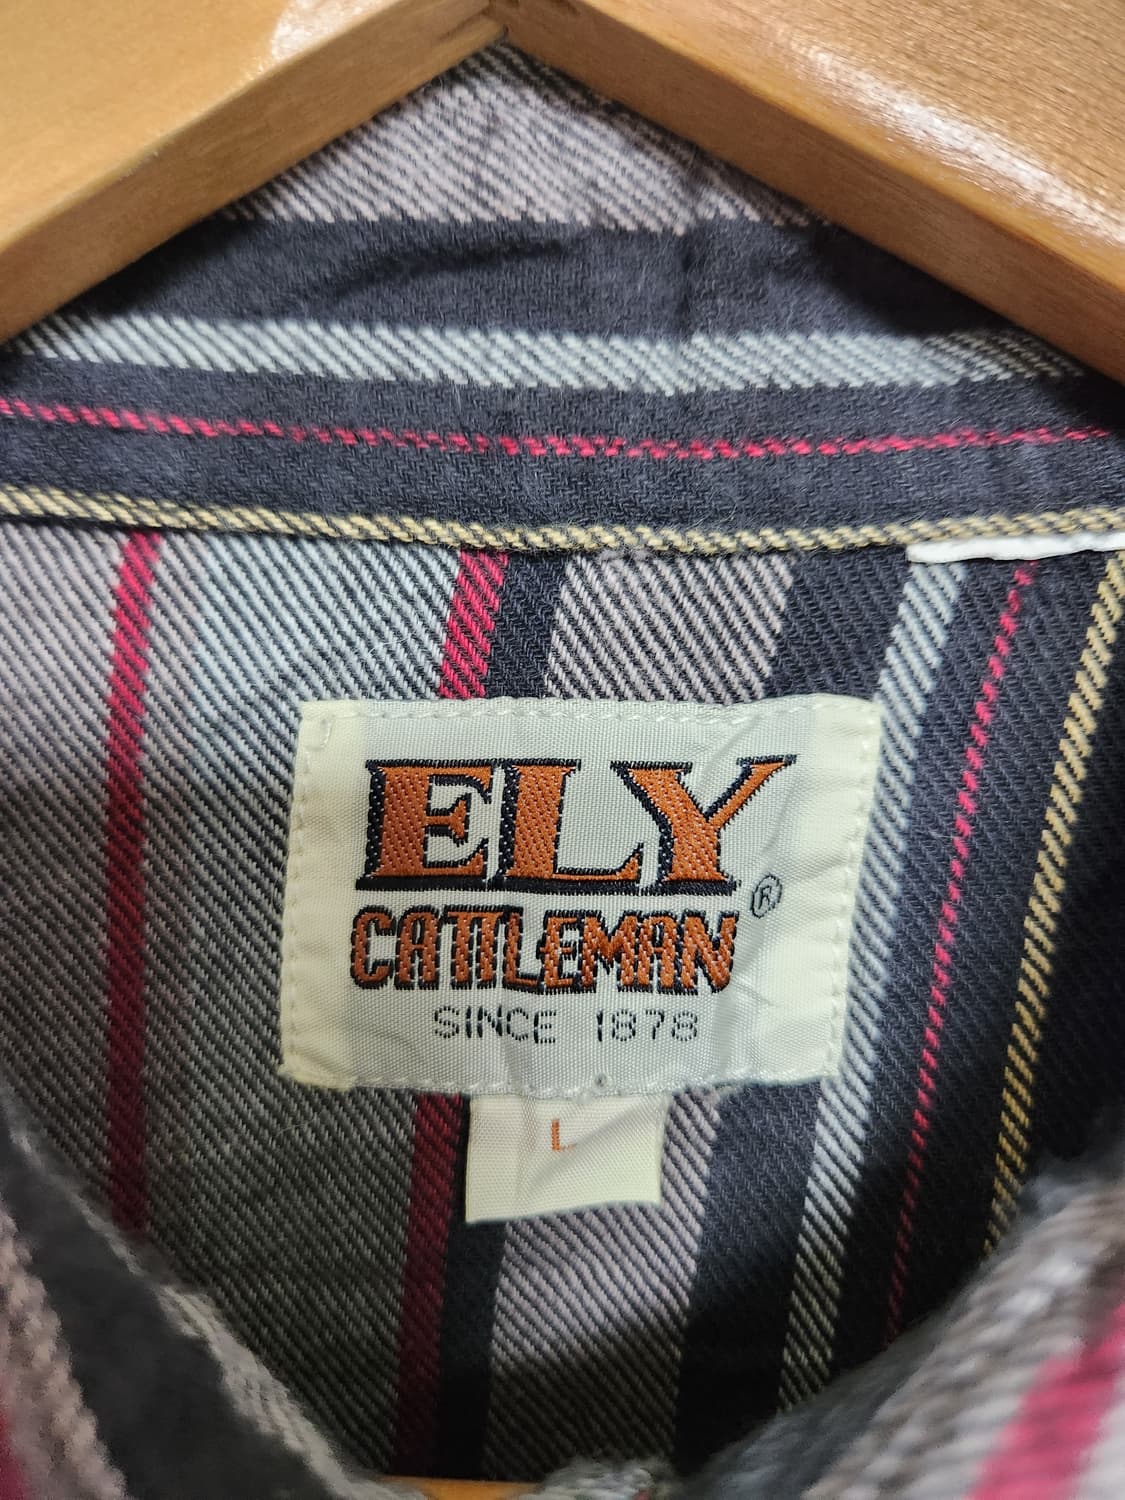 ELY
CATTLEMAN ®
SINCE 1878
L